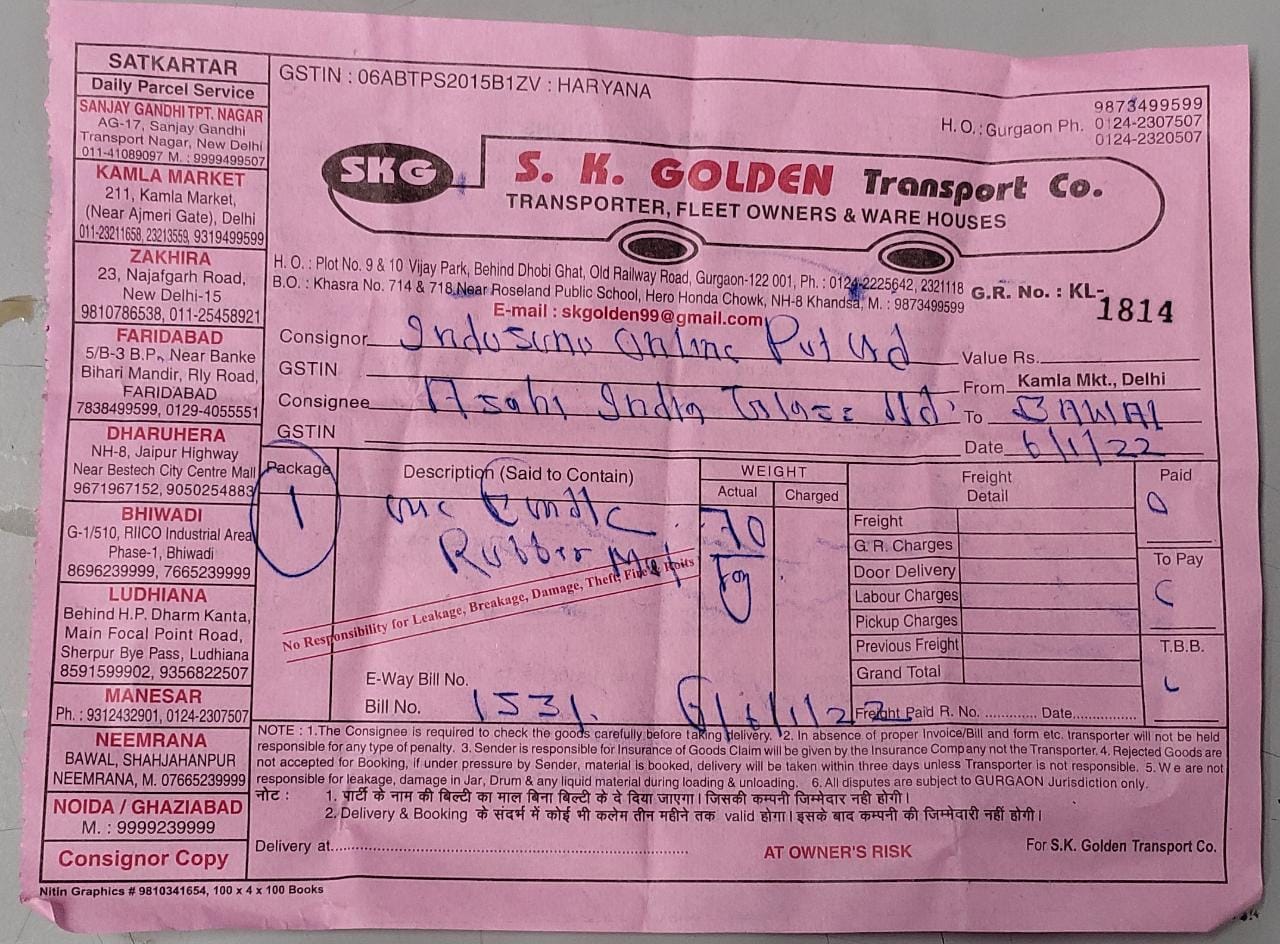 SATKARTAR
Daily Parcel Service
SANJAY GANDHI TPT. NAGAR
AG-17, Sanjay Gandhi
Transport Nagar, New Delhi
011-41089097 M. : 9999499507
KAMLA MARKET
211, Kamla Market,
(Near Ajmeri Gate), Delhi
011-23211658, 23213559, 9319499599
ZAKHIRA
23, Najafgarh Road,
New Delhi-15
9810786538, 011-25458921
FARIDABAD
5/B-3 B.P., Near Banke
Bihari Mandir, Rly Road,
FARIDABAD
7838499599, 0129-4055551
DHARUHERA
NH-8, Jaipur Highway
Near Bestech City Centre Mall
9671967152, 9050254883
BHIWADI
G-1/510, RIICO Industrial Area
Phase-1, Bhiwadi
8696239999, 7665239999
LUDHIANA
Behind H.P. Dharm Kanta,
Main Focal Point Road,
Sherpur Bye Pass, Ludhiana
8591599902, 9356822507
MANESAR
Ph. : 9312432901, 0124-2307507
NEEMRANA
BAWAL, SHAHJAHANPUR
NEEMRANA, M. 07665239999
NOIDA / GHAZIABAD
M. : 9999239999
Consignor Copy
GSTIN : 06ABTPS2015B1ZV : HARYANA
9873499599
H. O. : Gurgaon Ph. 0124-2307507
0124-2320507
SKG S. K. GOLDEN Transport Co.
TRANSPORTER, FLEET OWNERS & WARE HOUSES
H. O. : Plot No. 9 & 10 Vijay Park, Behind Dhobi Ghat, Old Railway Road, Gurgaon-122 001, Ph. : 0124-2225642, 2321118
B.O. : Khasra No. 714 & 718 Near Roseland Public School, Hero Honda Chowk, NH-8 Khandsa, M. : 9873499599
E-mail : skgolden99@gmail.com
G.R. No. : KL-1814
Consignor Online Pvt Ltd
Value Rs.
GSTIN
From Kamla Mkt., Delhi
Consignee Asahi India Ltd
To BAWAL
GSTIN
Date 6/1/22
Package Description (Said to Contain) WEIGHT Actual Charged Freight Detail Paid
1
Rubber Mat
70
Kg
No Responsibility for Leakage, Breakage, Damage, Theft, Fire & Roits
Freight
G. R. Charges
Door Delivery
To Pay
Labour Charges
Pickup Charges
Previous Freight
T.B.B.
Grand Total
E-Way Bill No.
Bill No. 1531 6/1/22
Freight Paid R. No. ............. Date................
NOTE : 1.The Consignee is required to check the goods carefully before taking delivery. 2. In absence of proper Invoice/Bill and form etc. transporter will not be held
responsible for any type of penalty. 3. Sender is responsible for Insurance of Goods Claim will be given by the Insurance Company not the Transporter. 4. Rejected Goods are
not accepted for Booking, if under pressure by Sender, material is booked, delivery will be taken within three days unless Transporter is not responsible. 5. We are not
responsible for leakage, damage in Jar, Drum & any liquid material during loading & unloading. 6. All disputes are subject to GURGAON Jurisdiction only.
नोट : 1. पार्टी के नाम की बिल्टी का माल बिना बिल्टी के दे दिया जाएगा। जिसकी कम्पनी जिम्मेदार नही होगी।
2. Delivery & Booking के संदर्भ में कोई भी कलेम तीन महीने तक valid होगा। इसके बाद कम्पनी की जिम्मेदारी नहीं होगी।
Delivery at................................................................
AT OWNER'S RISK
For S.K. Golden Transport Co.
Nitin Graphics # 9810341654, 100 x 4 x 100 Books